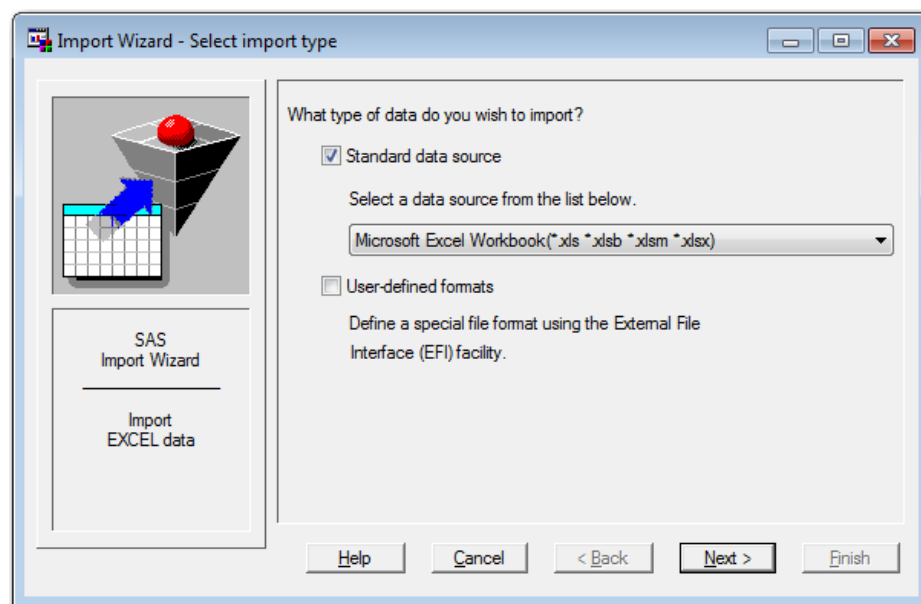 Import Wizard - Select import type
What type of data do you wish to import?
Standard data source
Select a data source from the list below.
Microsoft Excel Workbook(*.xls *.xlsb *.xlsm *.xlsx)
User-defined formats
Define a special file format using the External File
Interface (EFI) facility.
SAS
Import Wizard
Import
EXCEL data
Help
Cancel
< Back
Next >
Finish